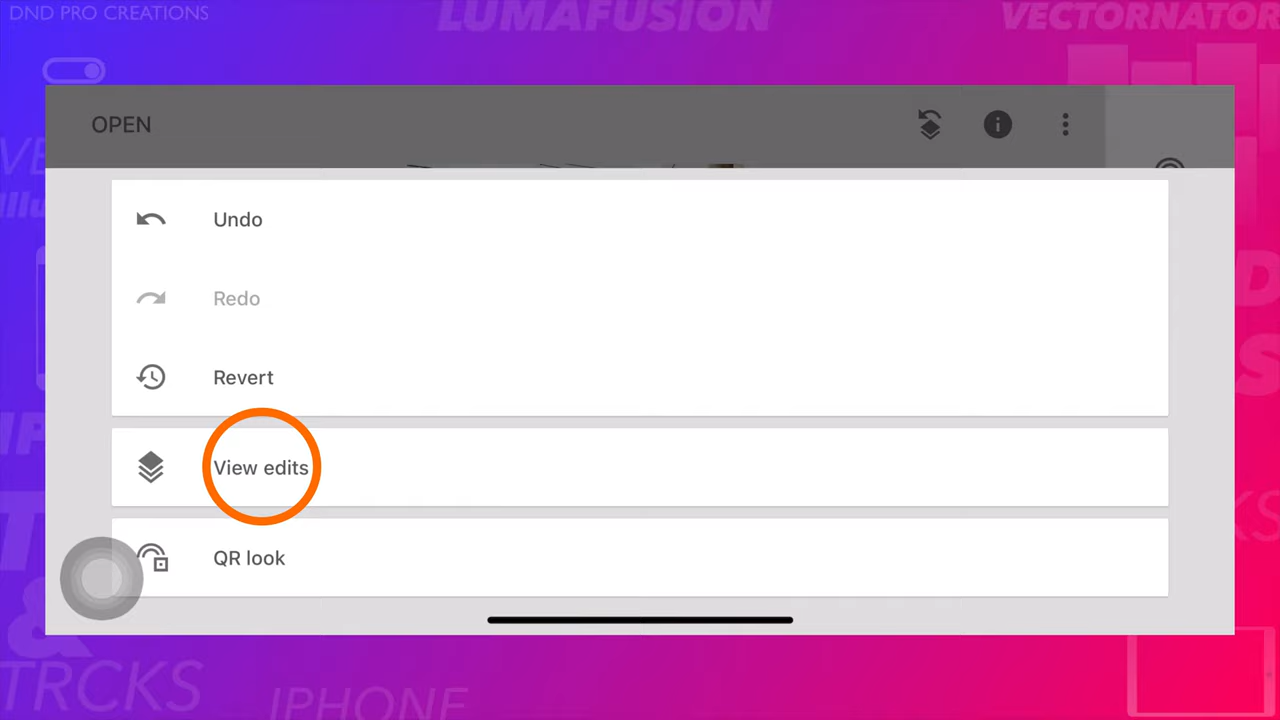 DND PRO CREATIONS
LUMAFUSION
VECTORNATOR
OPEN
Undo
Redo
Revert
View edits
QR look
&
TRCKS
IPHONE